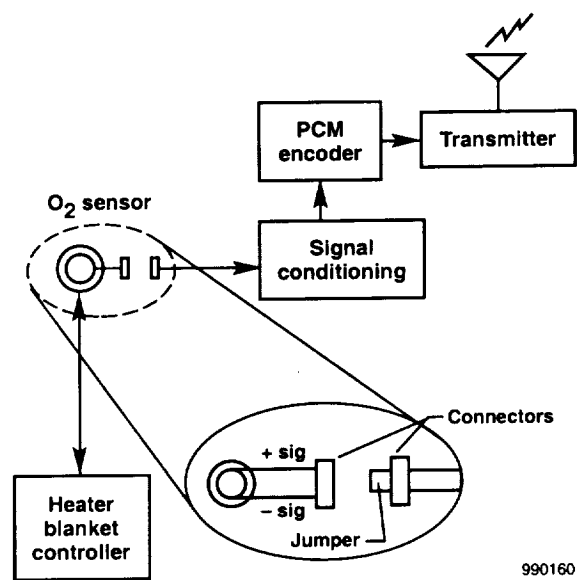 PCM
encoder
Transmitter
O2 sensor
Signal
conditioning
Connectors
+ sig
– sig
Jumper
Heater
blanket
controller
990160